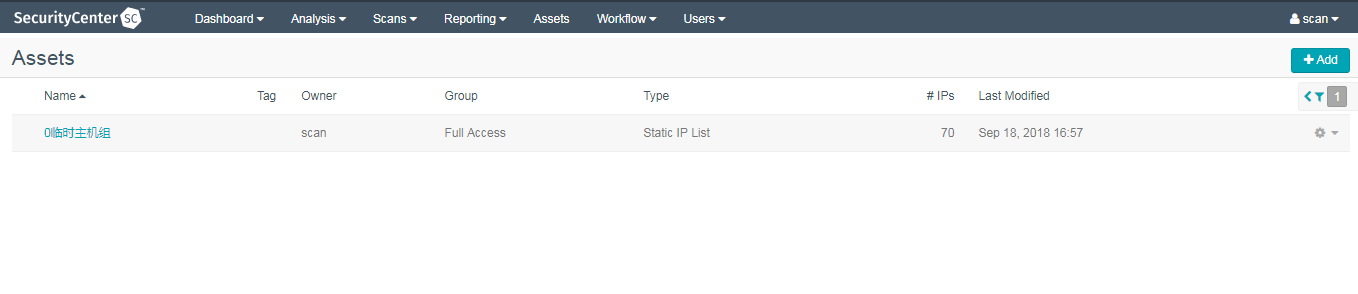 SecurityCenter SC™ Dashboard Analysis Scans Reporting Assets Workflow Users scan
Assets
Add
Name Tag Owner Group Type # IPs Last Modified 1
0临时主机组 scan Full Access Static IP List 70 Sep 18, 2018 16:57